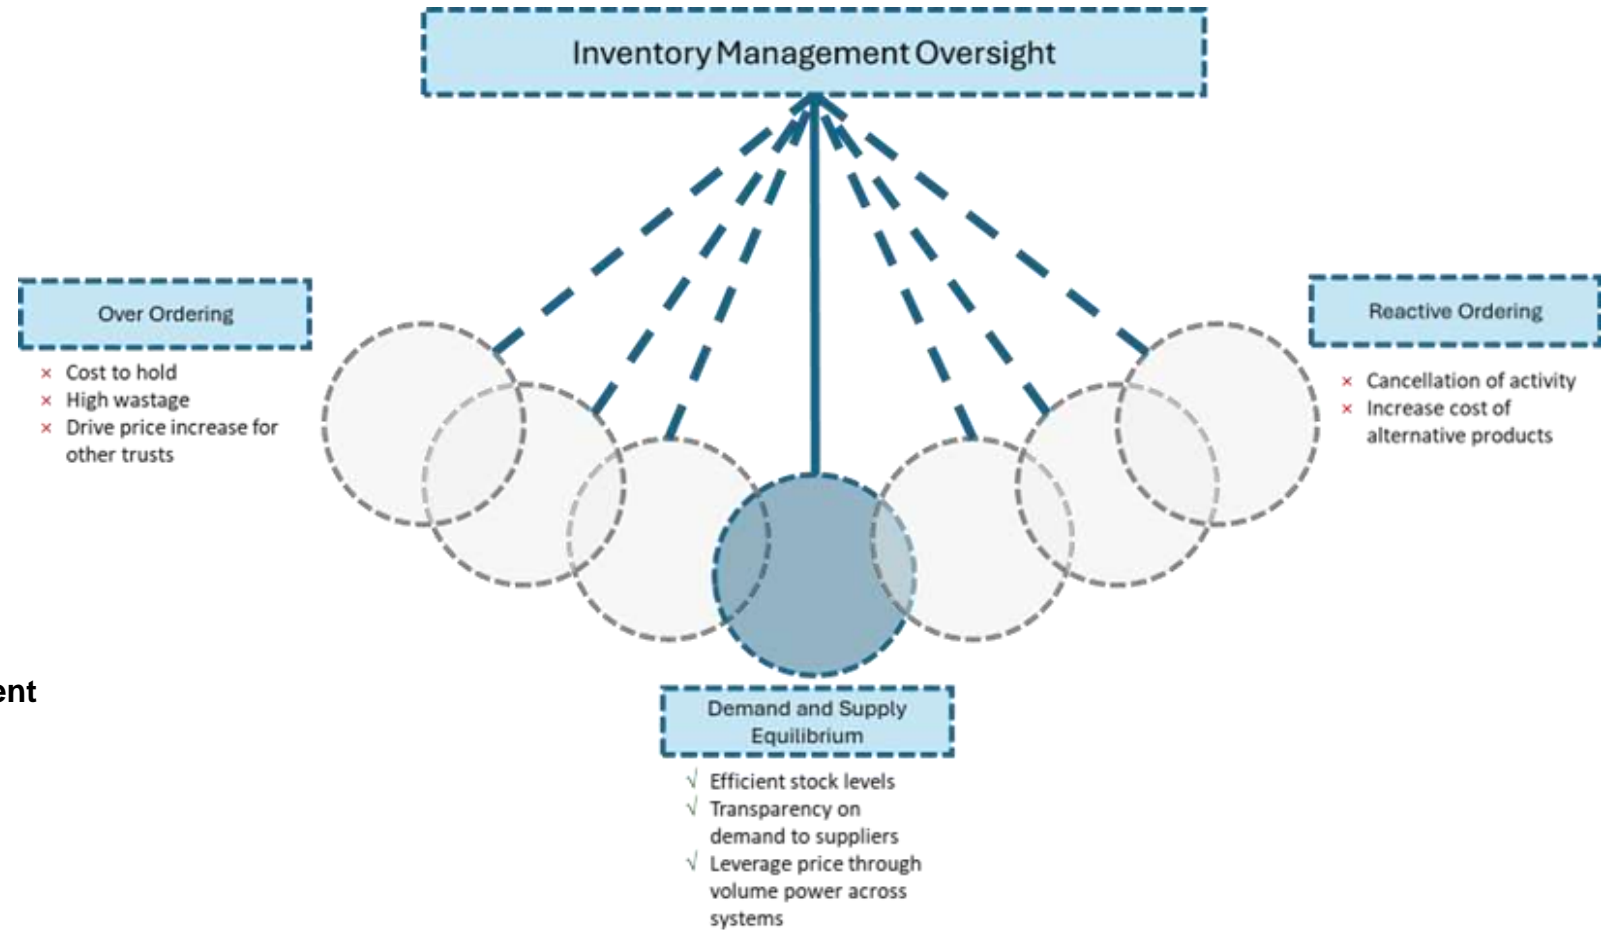 Inventory Management Oversight
Over Ordering
× Cost to hold
× High wastage
× Drive price increase for
other trusts
Reactive Ordering
× Cancellation of activity
× Increase cost of
alternative products
ent
Demand and Supply
Equilibrium
√ Efficient stock levels
√ Transparency on
demand to suppliers
√ Leverage price through
volume power across
systems